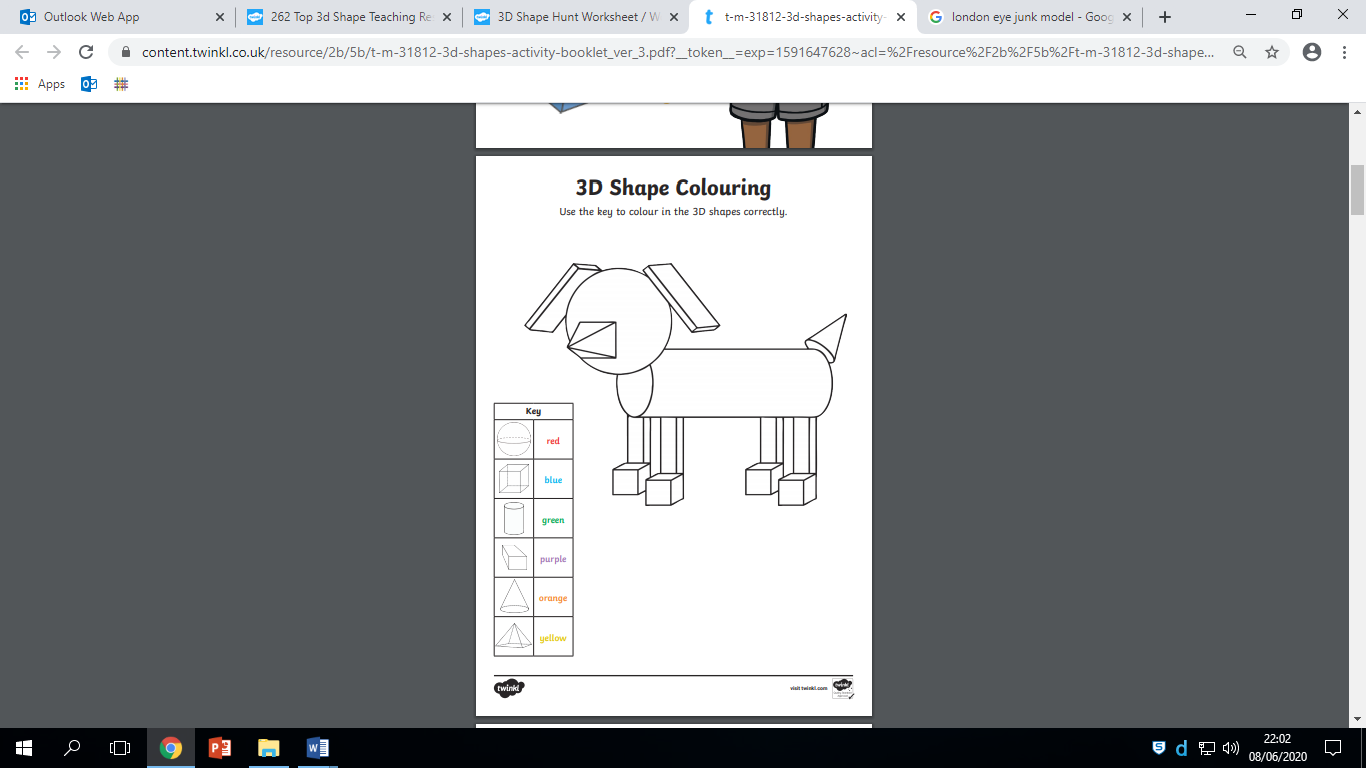 Outlook Web App
262 Top 3d Shape Teaching Re
3D Shape Hunt Worksheet / W
t-m-31812-3d-shapes-activity-
london eye junk model - Goog
content.twinkl.co.uk/resource/2b/5b/t-m-31812-3d-shapes-activity-booklet_ver_3.pdf?__token__=exp=1591647628~acl=%2Fresource%2F2b%2F5b%2Ft-m-31812-3d-shape...
Apps
3D Shape Colouring
Use the key to colour in the 3D shapes correctly.
Key
red
blue
green
purple
orange
yellow
twinkl
visit twinkl.com
22:02
08/06/2020